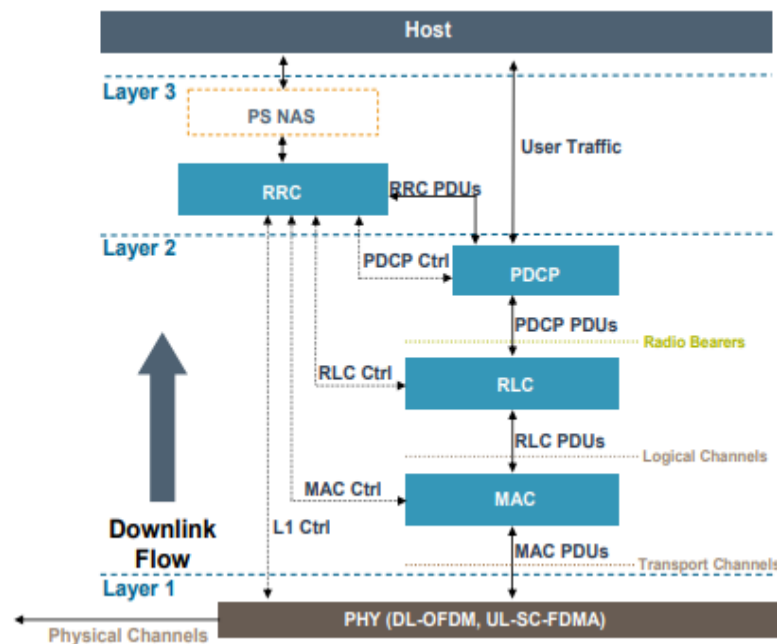 Host
Layer 3
PS NAS
User Traffic
RRC
RRC PDUs
Layer 2
PDCP Ctrl
PDCP
PDCP PDUs
Radio Bearers
RLC Ctrl
RLC
RLC PDUs
Logical Channels
MAC Ctrl
MAC
L1 Ctrl
Downlink
Flow
MAC PDUs
Transport Channels
Layer 1
PHY (DL-OFDM, UL-SC-FDMA)
Physical Channels